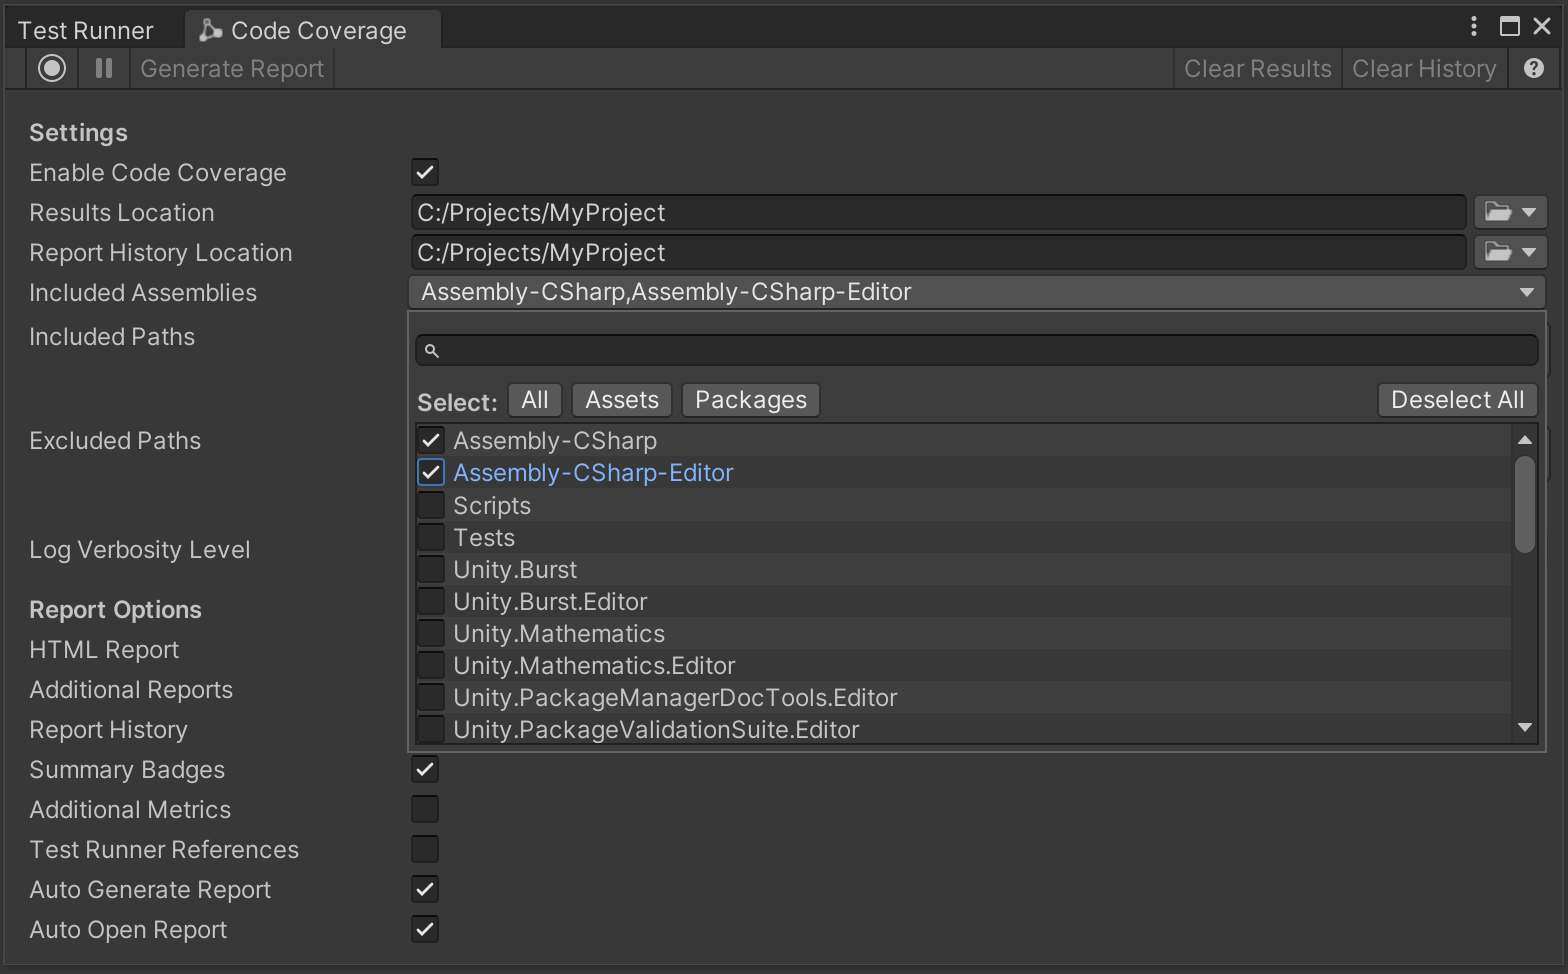 Test Runner Code Coverage
Generate Report Clear Results Clear History ?
Settings
Enable Code Coverage
Results Location C:/Projects/MyProject
Report History Location C:/Projects/MyProject
Included Assemblies Assembly-CSharp,Assembly-CSharp-Editor
Included Paths
Select: All Assets Packages Deselect All
Excluded Paths Assembly-CSharp
Assembly-CSharp-Editor
Scripts
Tests
Log Verbosity Level
Unity.Burst
Unity.Burst.Editor
Report Options
Unity.Mathematics
HTML Report
Unity.Mathematics.Editor
Additional Reports
Unity.PackageManagerDocTools.Editor
Report History Unity.PackageValidationSuite.Editor
Summary Badges
Additional Metrics
Test Runner References
Auto Generate Report
Auto Open Report